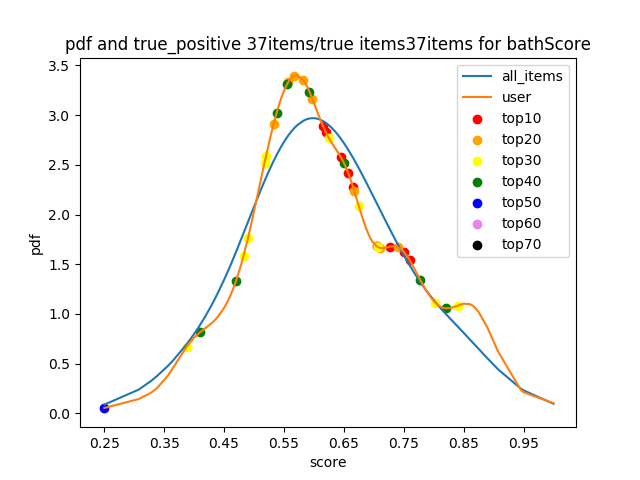 pdf and true_positive 37items/true items37items for bathScore
3.5
3.0
2.5
2.0
1.5
1.0
0.5
0.0
pdf
0.25 0.35 0.45 0.55 0.65 0.75 0.85 0.95
score
all_items
user
top10
top20
top30
top40
top50
top60
top70